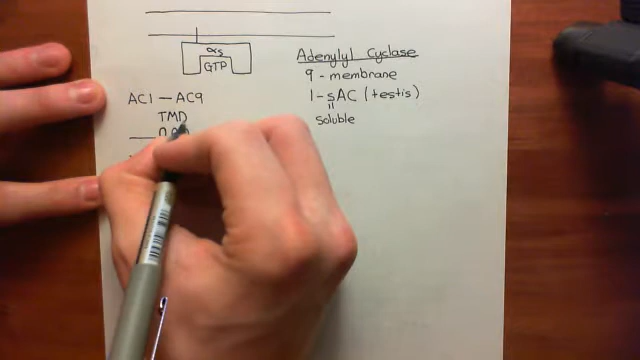 αs
GTP
Adenylyl Cyclase
9 - membrane
1 - sAC (testis)
soluble
AC1 — AC9
TMD